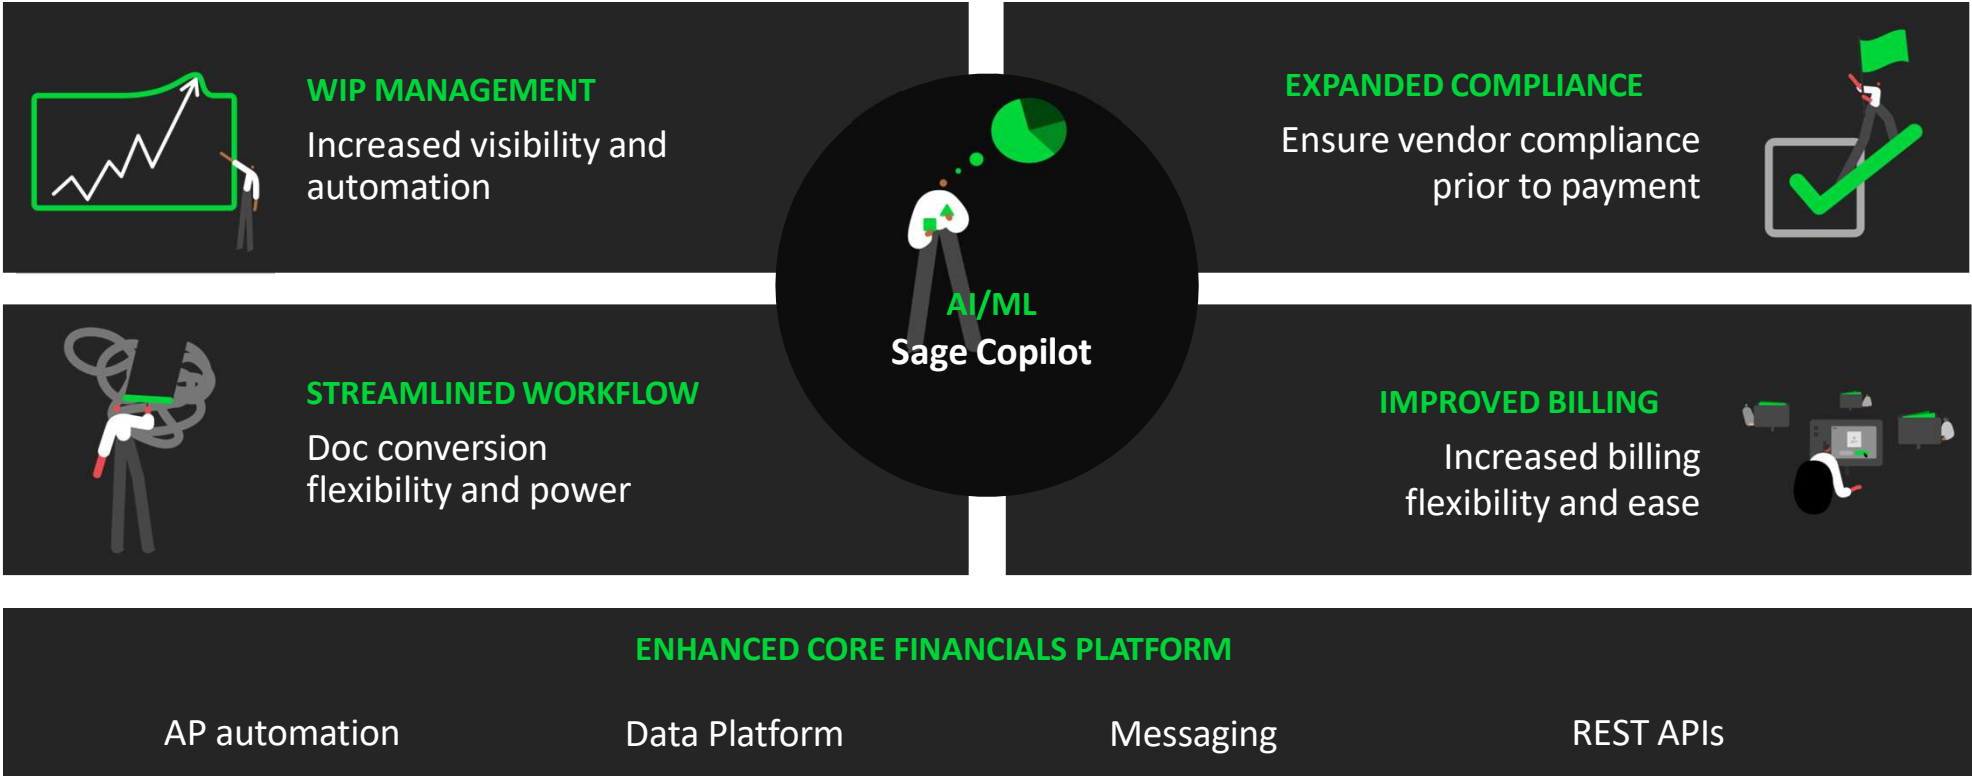 WIP MANAGEMENT
Increased visibility and
automation
EXPANDED COMPLIANCE
Ensure vendor compliance
prior to payment
AI/ML
Sage Copilot
STREAMLINED WORKFLOW
Doc conversion
flexibility and power
IMPROVED BILLING
Increased billing
flexibility and ease
ENHANCED CORE FINANCIALS PLATFORM
AP automation
Data Platform
Messaging
REST APIs